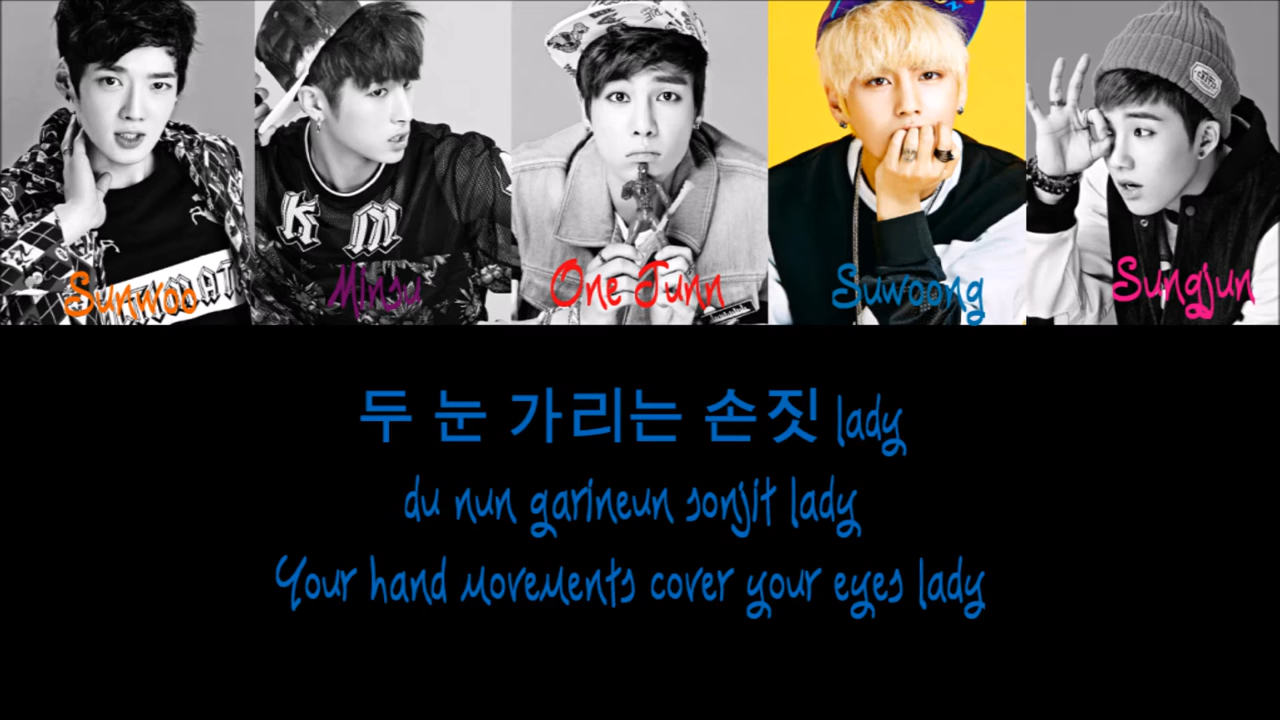 KM
Sunwoo
Minsu
One Junn
Suwoong
Sungjun
두 눈 가리는 손짓 lady
du nun garineun sonjit lady
Your hand movements cover your eyes lady